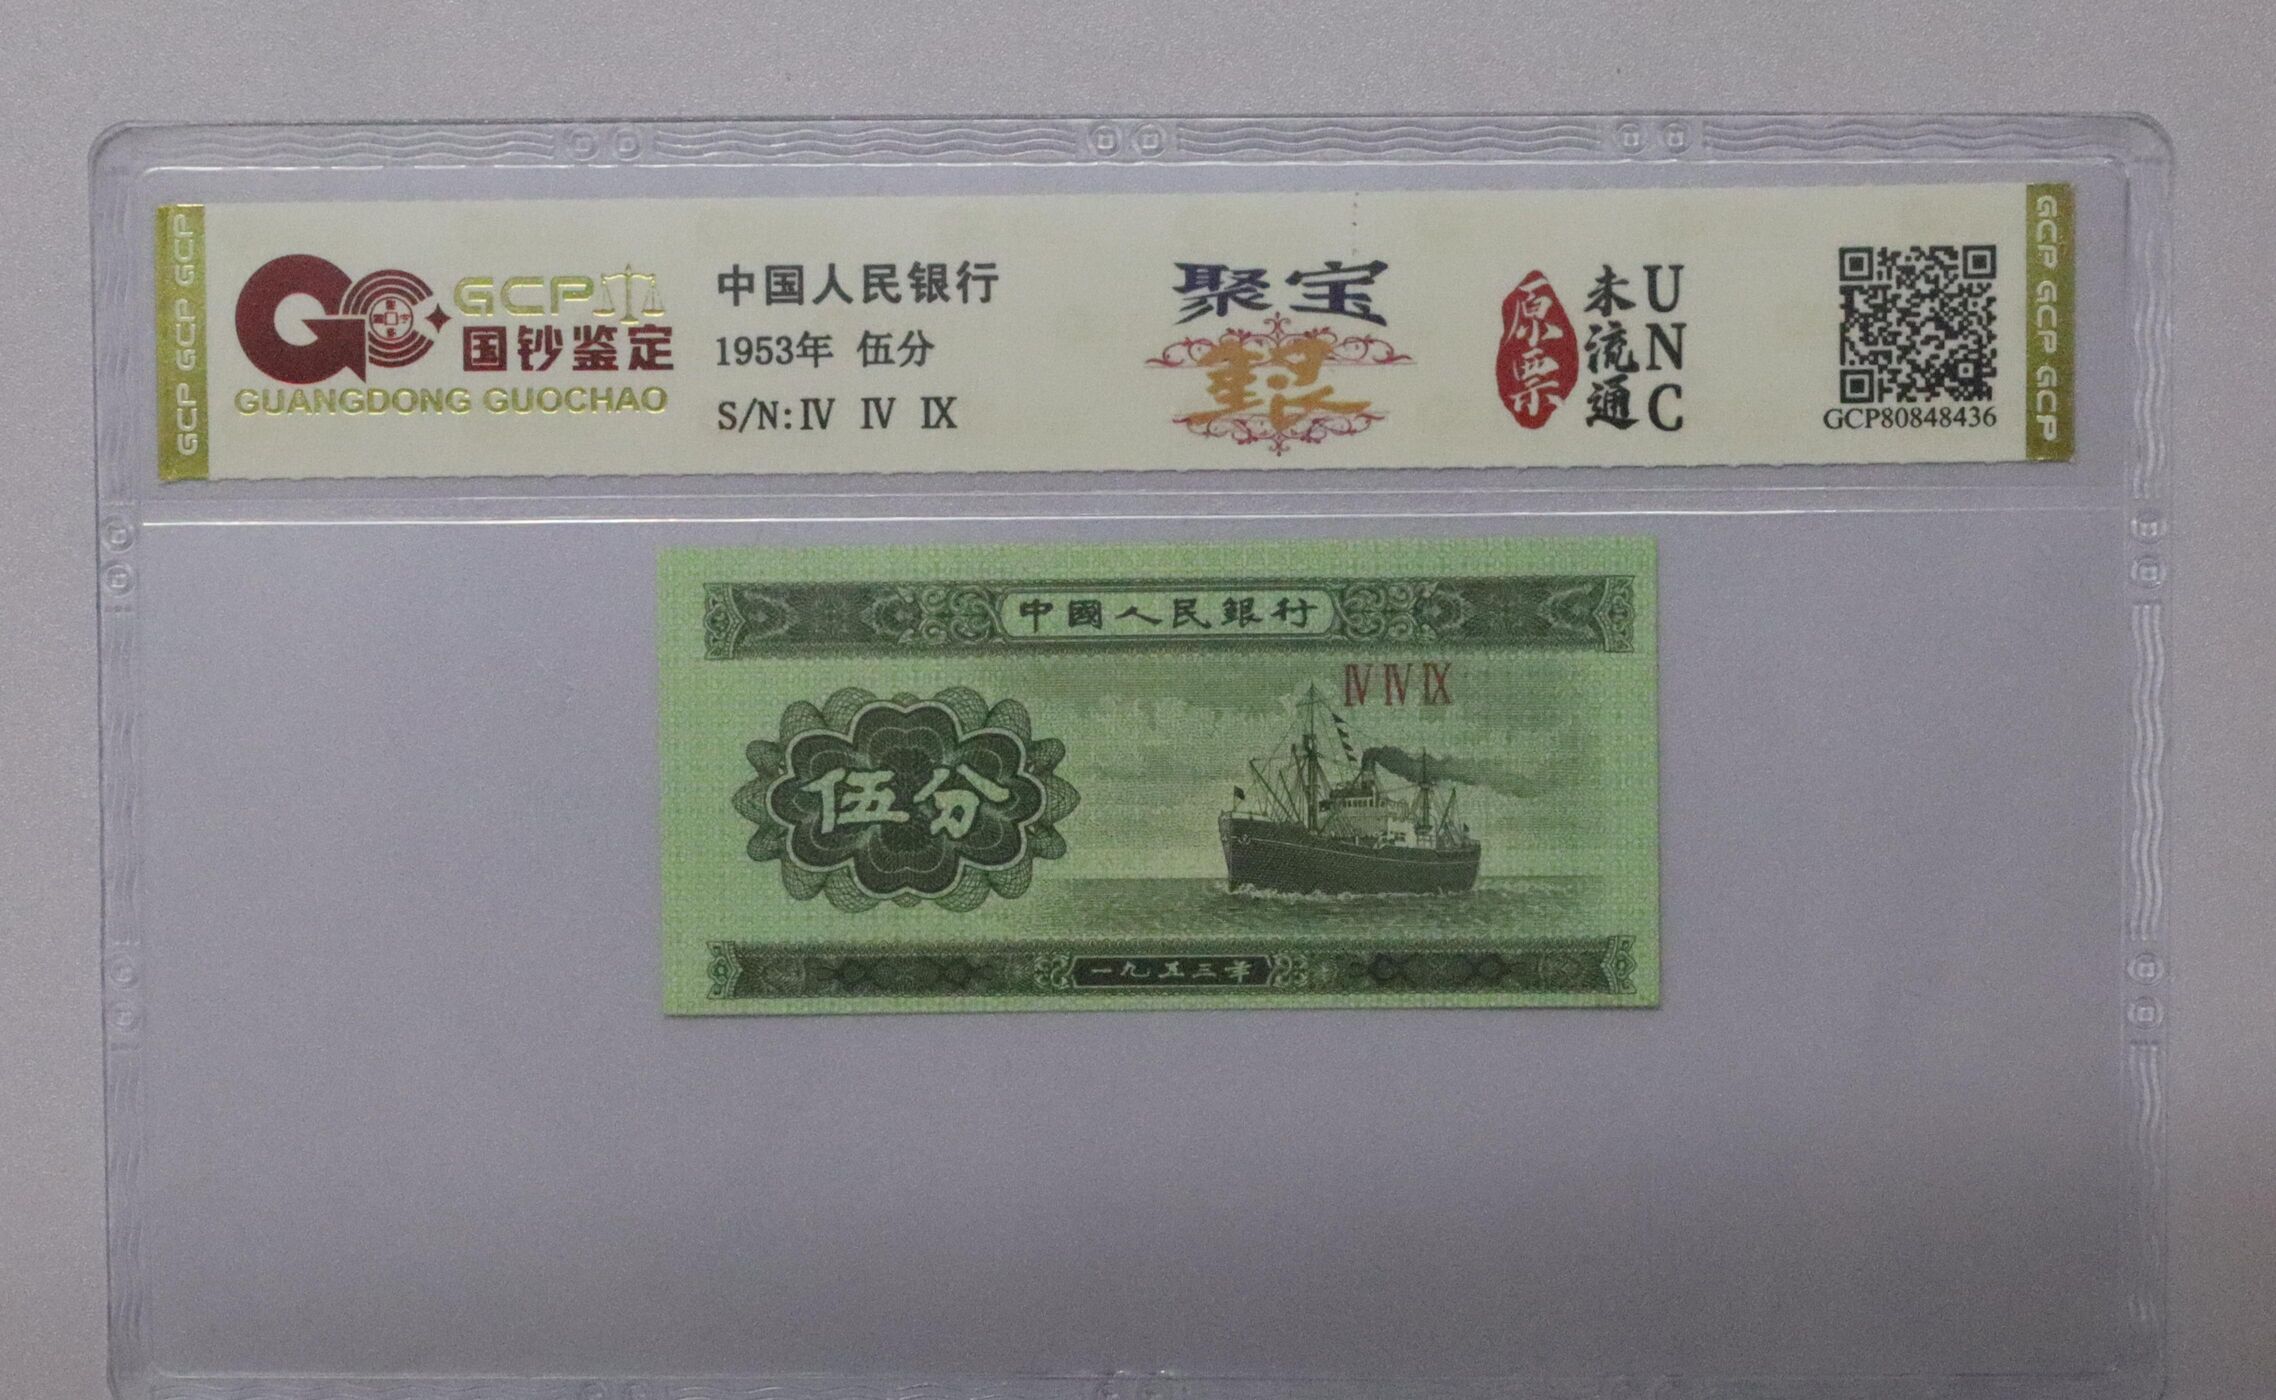 GCP GCP GCP
GCP
国钞鉴定
GUANGDONG GUOCHAO
中国人民银行
1953年 伍分
S/N:Ⅳ Ⅳ Ⅸ
聚宝
原票
未流通
UNC
GCP80848436
GCP GCP GCP GCP
中國人民銀行
Ⅳ Ⅳ Ⅸ
伍分
一九五三年